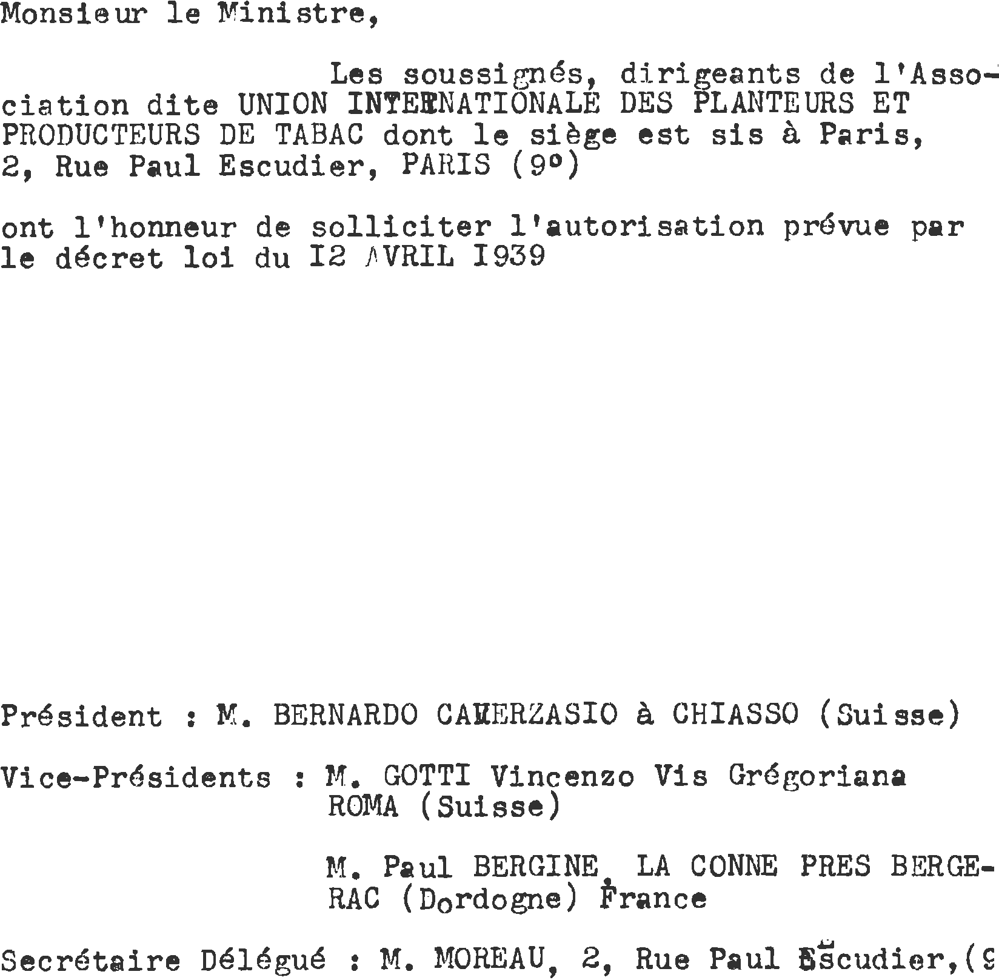 Monsieur le Ministre,
Les soussignés, dirigeants de l'Asso-
ciation dite UNION INTERNATIONALE DES PLANTEURS ET
PRODUCTEURS DE TABAC dont le siège est sis à Paris,
2, Rue Paul Escudier, PARIS (9º)
ont l'honneur de solliciter l'autorisation prévue par
le décret loi du I2 AVRIL I939
Président : M. BERNARDO CAVERZASIO à CHIASSO (Suisse)
Vice-Présidents : M. GOTTI Vincenzo Vis Grégoriana
ROMA (Suisse)
M. Paul BERGINE, LA CONNE PRES BERGE-
RAC (Dordogne) France
Secrétaire Délégué : M. MOREAU, 2, Rue Paul Escudier,(9